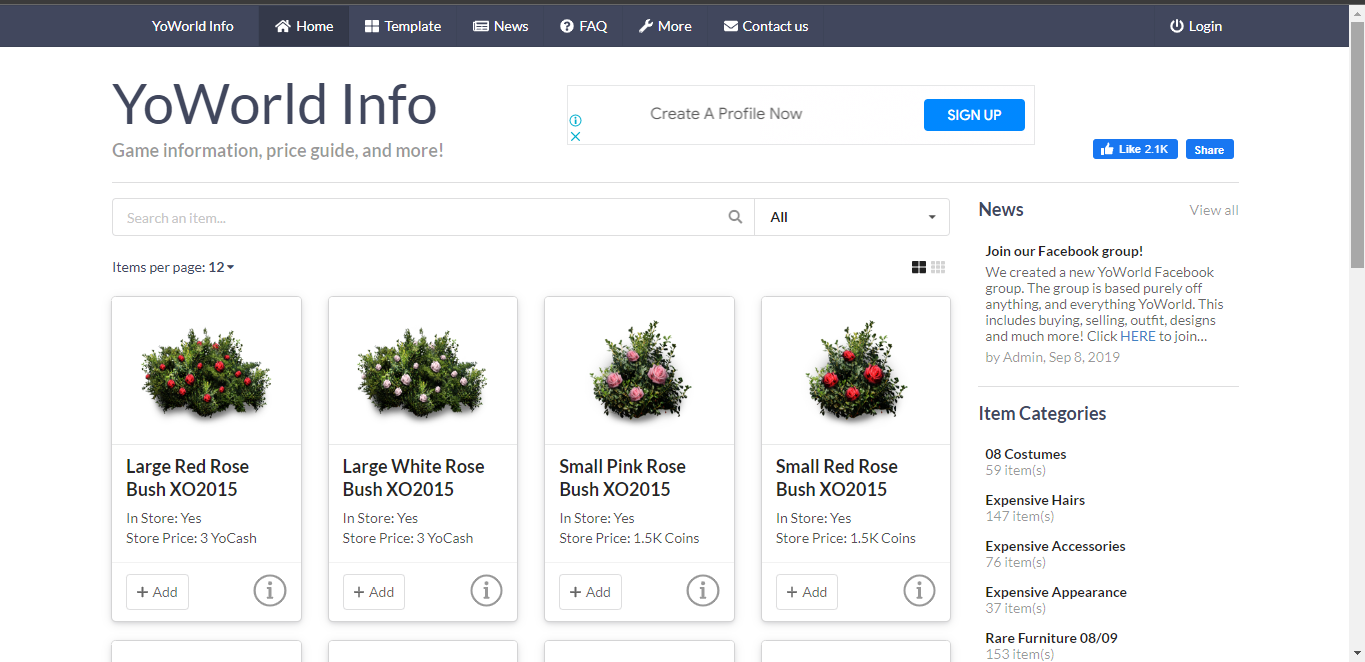 YoWorld Info
Home
Template
News
FAQ
More
Contact us
Login
YoWorld Info
Game information, price guide, and more!
Create A Profile Now
SIGN UP
Like 2.1K
Share
Search an item...
All
Items per page: 12
Large Red Rose
Bush XO2015
In Store: Yes
Store Price: 3 YoCash
+ Add
Large White Rose
Bush XO2015
In Store: Yes
Store Price: 3 YoCash
+ Add
Small Pink Rose
Bush XO2015
In Store: Yes
Store Price: 1.5K Coins
+ Add
Small Red Rose
Bush XO2015
In Store: Yes
Store Price: 1.5K Coins
+ Add
News
View all
Join our Facebook group!
We created a new YoWorld Facebook
group. The group is based purely off
anything, and everything YoWorld. This
includes buying, selling, outfit, designs
and much more! Click HERE to join...
by Admin, Sep 8, 2019
Item Categories
08 Costumes
59 item(s)
Expensive Hairs
147 item(s)
Expensive Accessories
76 item(s)
Expensive Appearance
37 item(s)
Rare Furniture 08/09
153 item(s)